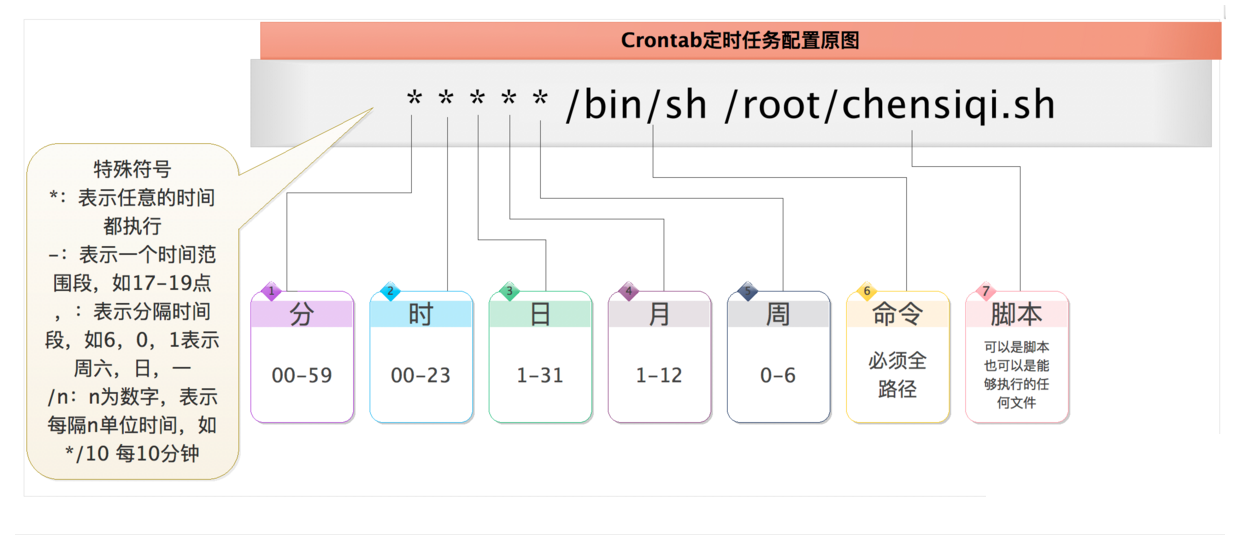 Crontab定时任务配置原图
* * * * * /bin/sh /root/chensiqi.sh
特殊符号
*：表示任意的时间
都执行
-：表示一个时间范
围段，如17-19点
，：表示分隔时间
段，如6，0，1表示
周六，日，一
/n：n为数字，表示
每隔n单位时间，如
*/10 每10分钟
1
分
00-59
2
时
00-23
3
日
1-31
4
月
1-12
5
周
0-6
6
命令
必须全
路径
7
脚本
可以是脚本
也可以是能
够执行的任
何文件